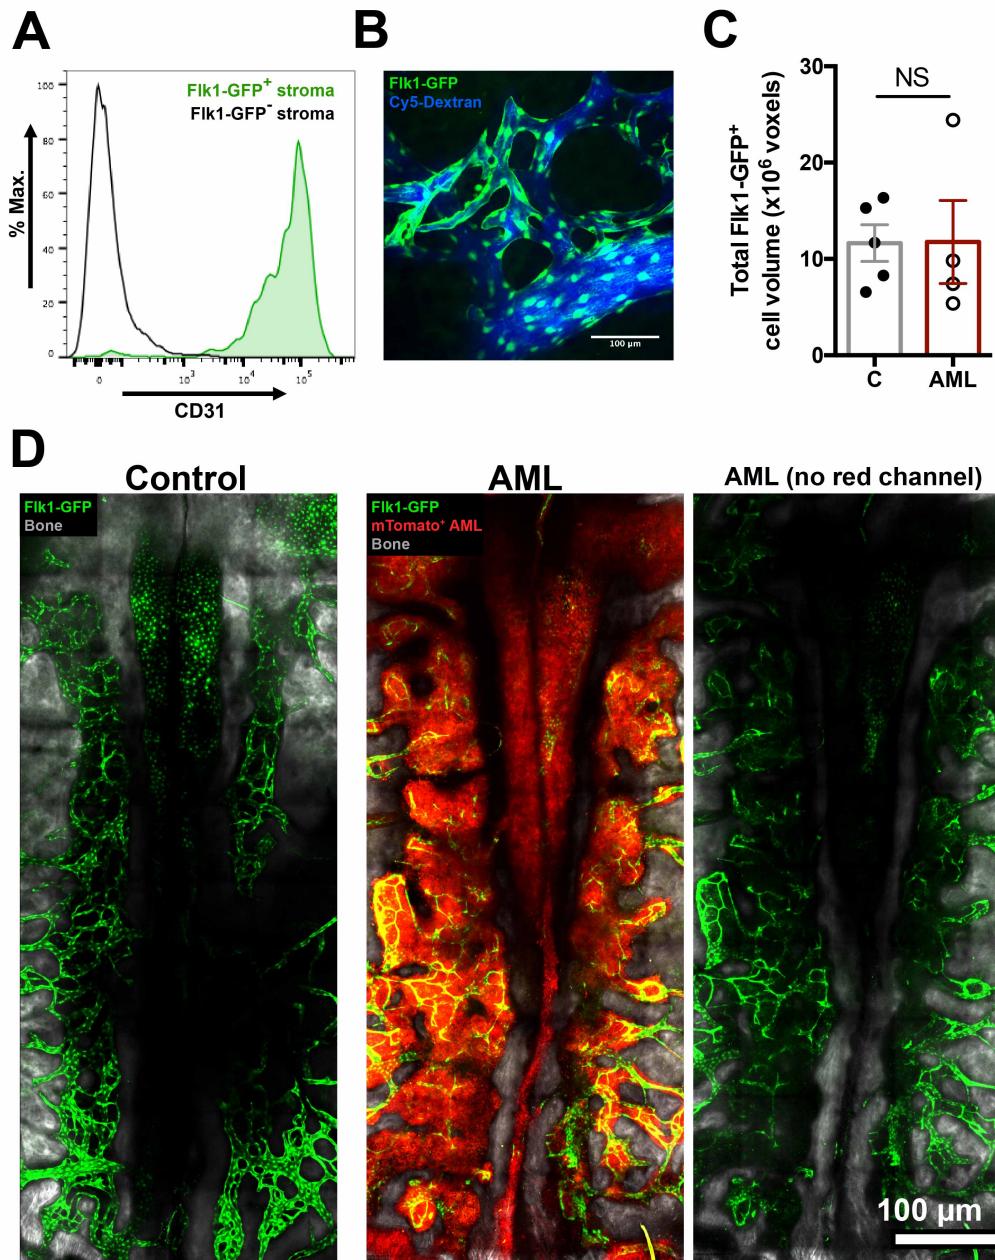 A
Flk1-GFP⁺ stroma
Flk1-GFP⁻ stroma
% Max.
100
80
60
40
20
0
0
10³
10⁴
10⁵
CD31
B
Flk1-GFP
Cy5-Dextran
100 µm
C
Total Flk1-GFP⁺
cell volume (x10⁶ voxels)
30
20
10
0
NS
C
AML
D
Control
Flk1-GFP
Bone
AML
Flk1-GFP
mTomato⁺ AML
Bone
AML (no red channel)
100 µm